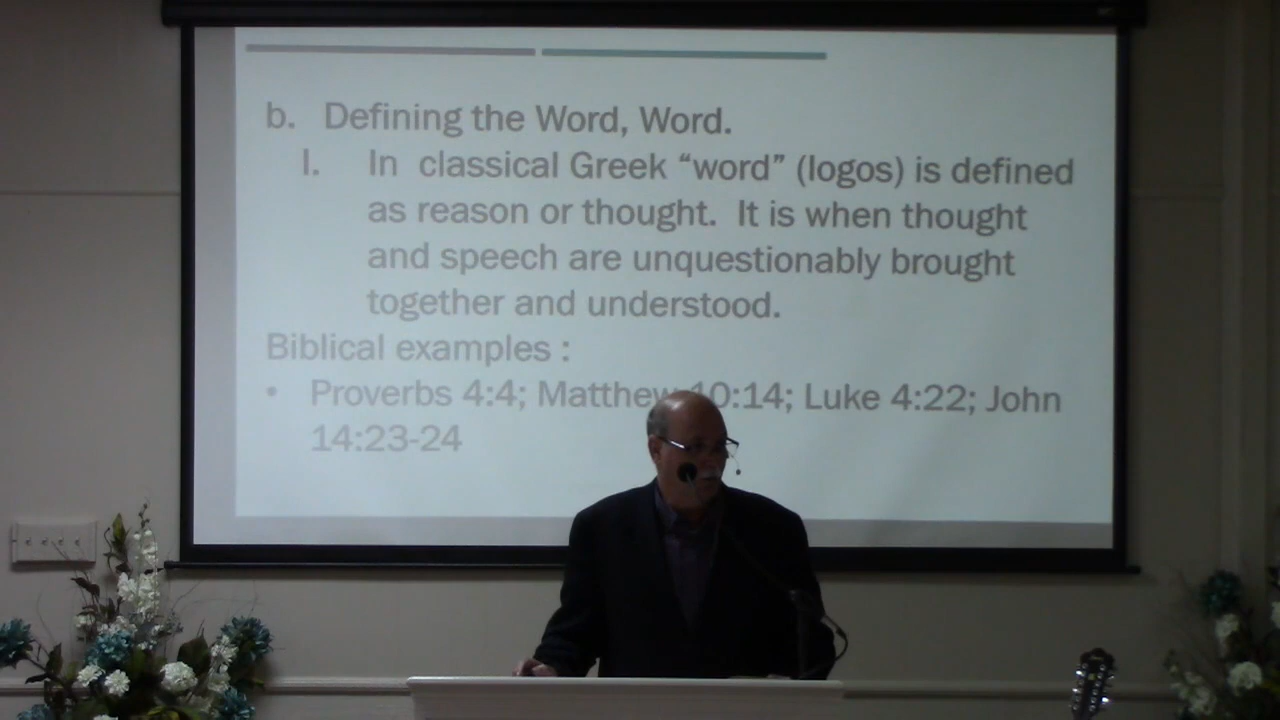 b. Defining the Word, Word.
I. In classical Greek “word” (logos) is defined
as reason or thought. It is when thought
and speech are unquestionably brought
together and understood.
Biblical examples :
• Proverbs 4:4; Matthew 10:14; Luke 4:22; John
14:23-24